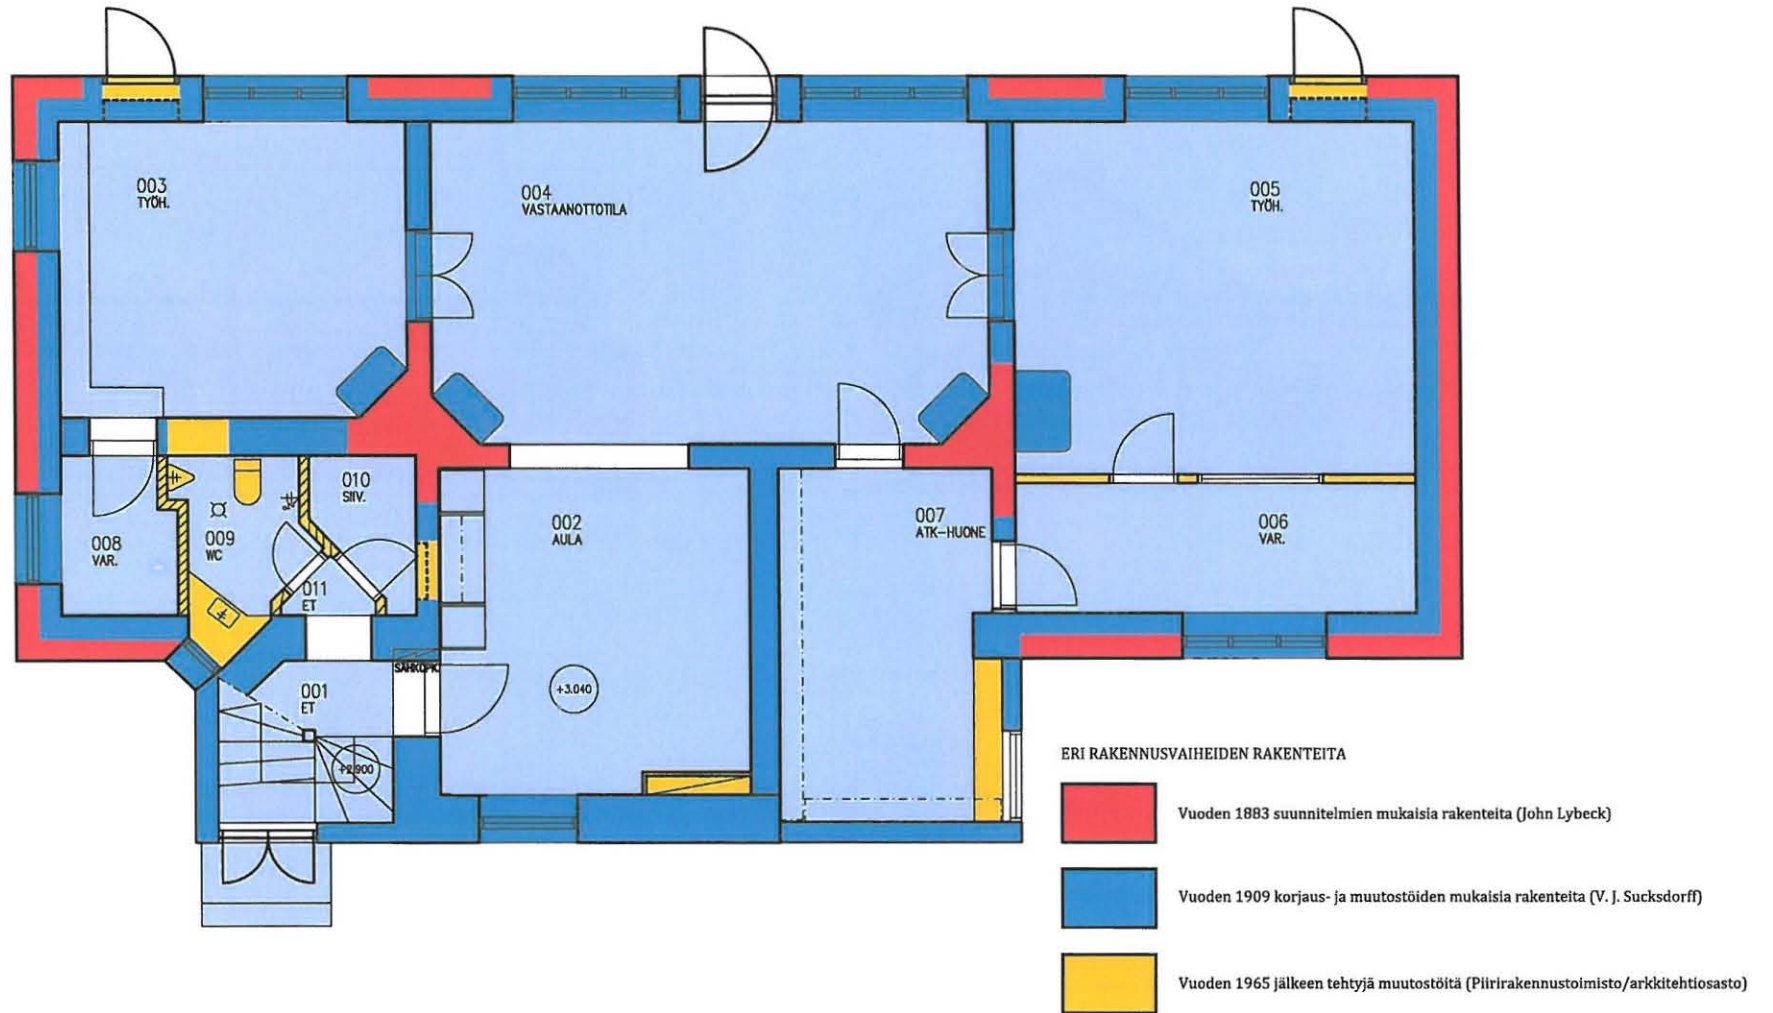 003
TYÖH.
004
VASTAANOTTOTILA
005
TYÖH.
010
SIIV.
002
AULA
007
ATK-HUONE
006
VAR.
008
VAR.
009
WC
011
ET
SÄHKÖPK
001
ET
+3.040
+2.900
ERI RAKENNUSVAIHEIDEN RAKENTEITA
Vuoden 1883 suunnitelmien mukaisia rakenteita (John Lybeck)
Vuoden 1909 korjaus- ja muutostöiden mukaisia rakenteita (V. J. Sucksdorff)
Vuoden 1965 jälkeen tehtyjä muutostöitä (Piirirakennustoimisto/arkkitehtiosasto)